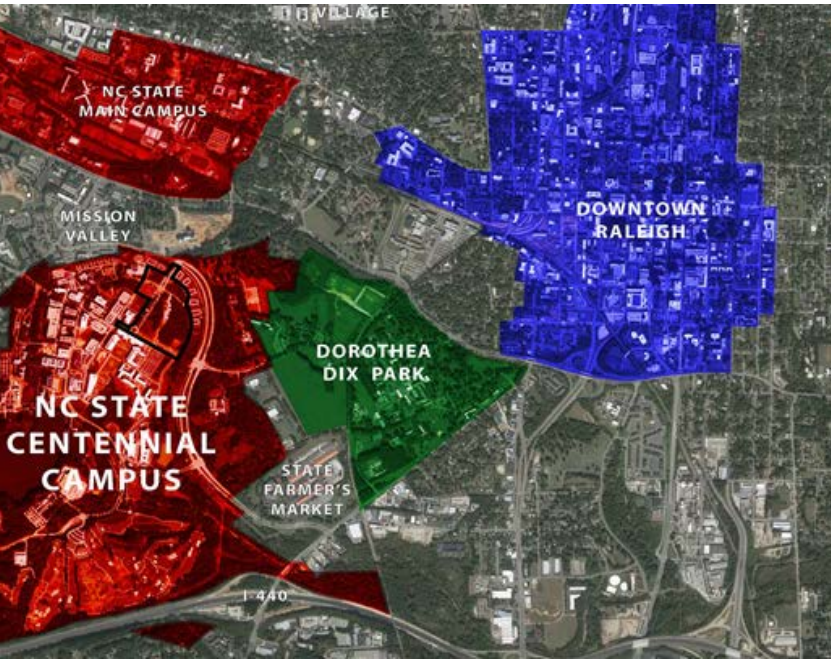 VILLAGE
NC STATE
MAIN CAMPUS
MISSION
VALLEY
DOWNTOWN
RALEIGH
DOROTHEA
DIX PARK
NC STATE
CENTENNIAL
CAMPUS
STATE
FARMER'S
MARKET
I-440